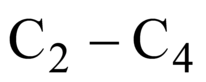 C₂ – C₄